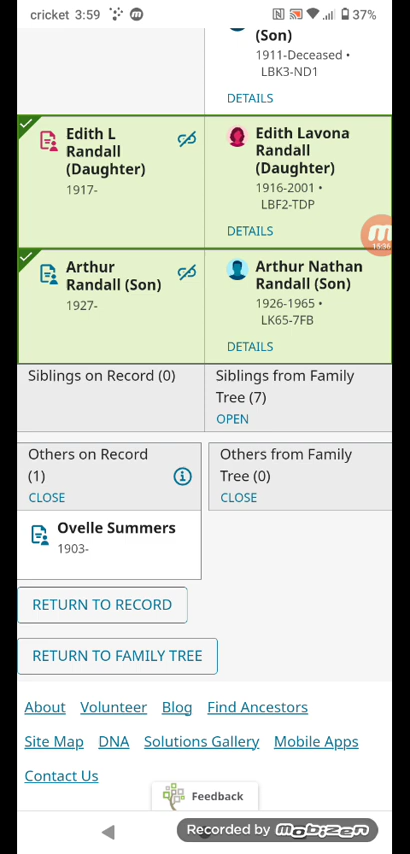 cricket 3:59 37%
(Son)
1911-Deceased •
LBK3-ND1
DETAILS
Edith L
Randall
(Daughter)
1917-
Edith Lavona
Randall
(Daughter)
1916-2001 •
LBF2-TDP
DETAILS
15:36
Arthur
Randall (Son)
1927-
Arthur Nathan
Randall (Son)
1926-1965 •
LK65-7FB
DETAILS
Siblings on Record (0)
Siblings from Family
Tree (7)
OPEN
Others on Record
(1)
CLOSE
Others from Family
Tree (0)
CLOSE
Ovelle Summers
1903-
RETURN TO RECORD
RETURN TO FAMILY TREE
About Volunteer Blog Find Ancestors
Site Map DNA Solutions Gallery Mobile Apps
Contact Us
Feedback
Recorded by mobizen